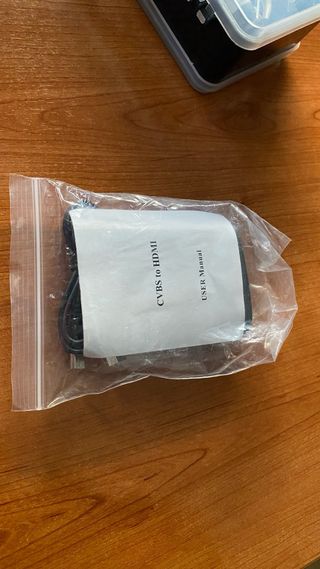 CVBS to HDMI
USER Manual